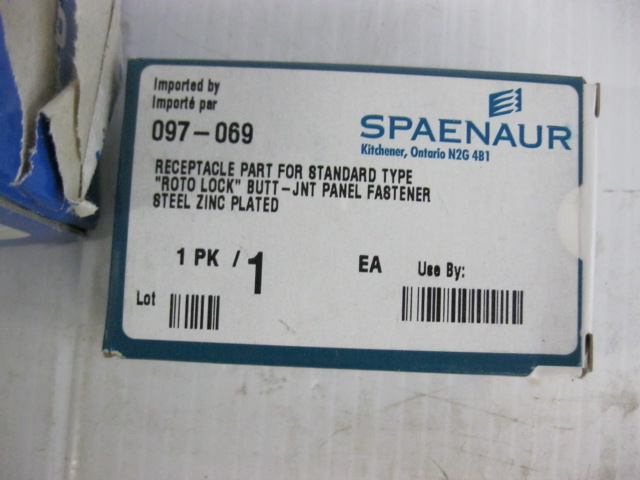 Imported by
Importé par
097-069
SPAENAUR
Kitchener, Ontario N2G 4B1
RECEPTACLE PART FOR STANDARD TYPE
"ROTO LOCK" BUTT-JNT PANEL FASTENER
STEEL ZINC PLATED
1 PK / 1 EA Use By:
Lot